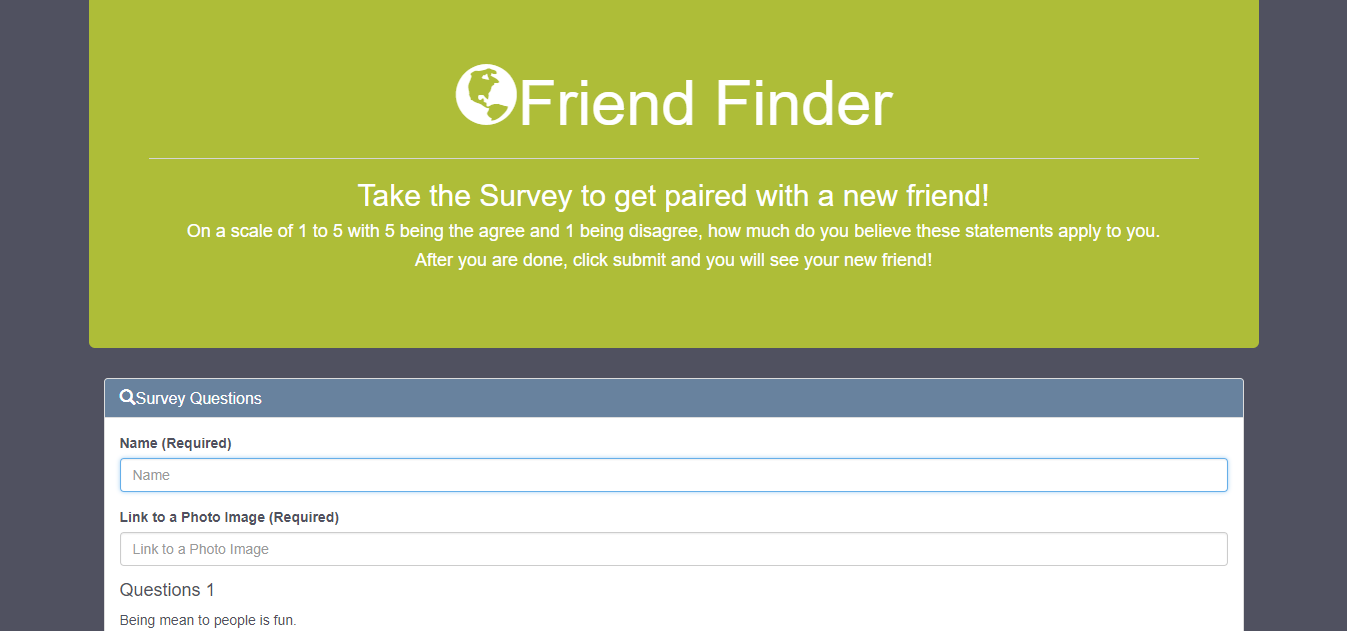 Friend Finder
Take the Survey to get paired with a new friend!
On a scale of 1 to 5 with 5 being the agree and 1 being disagree, how much do you believe these statements apply to you.
After you are done, click submit and you will see your new friend!
Survey Questions
Name (Required)
Name
Link to a Photo Image (Required)
Link to a Photo Image
Questions 1
Being mean to people is fun.